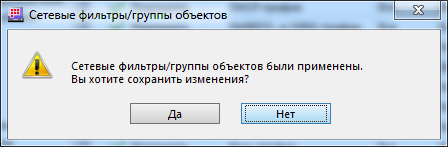 Сетевые фильтры/группы объектов
Сетевые фильтры/группы объектов были применены.
Вы хотите сохранить изменения?
Да
Нет